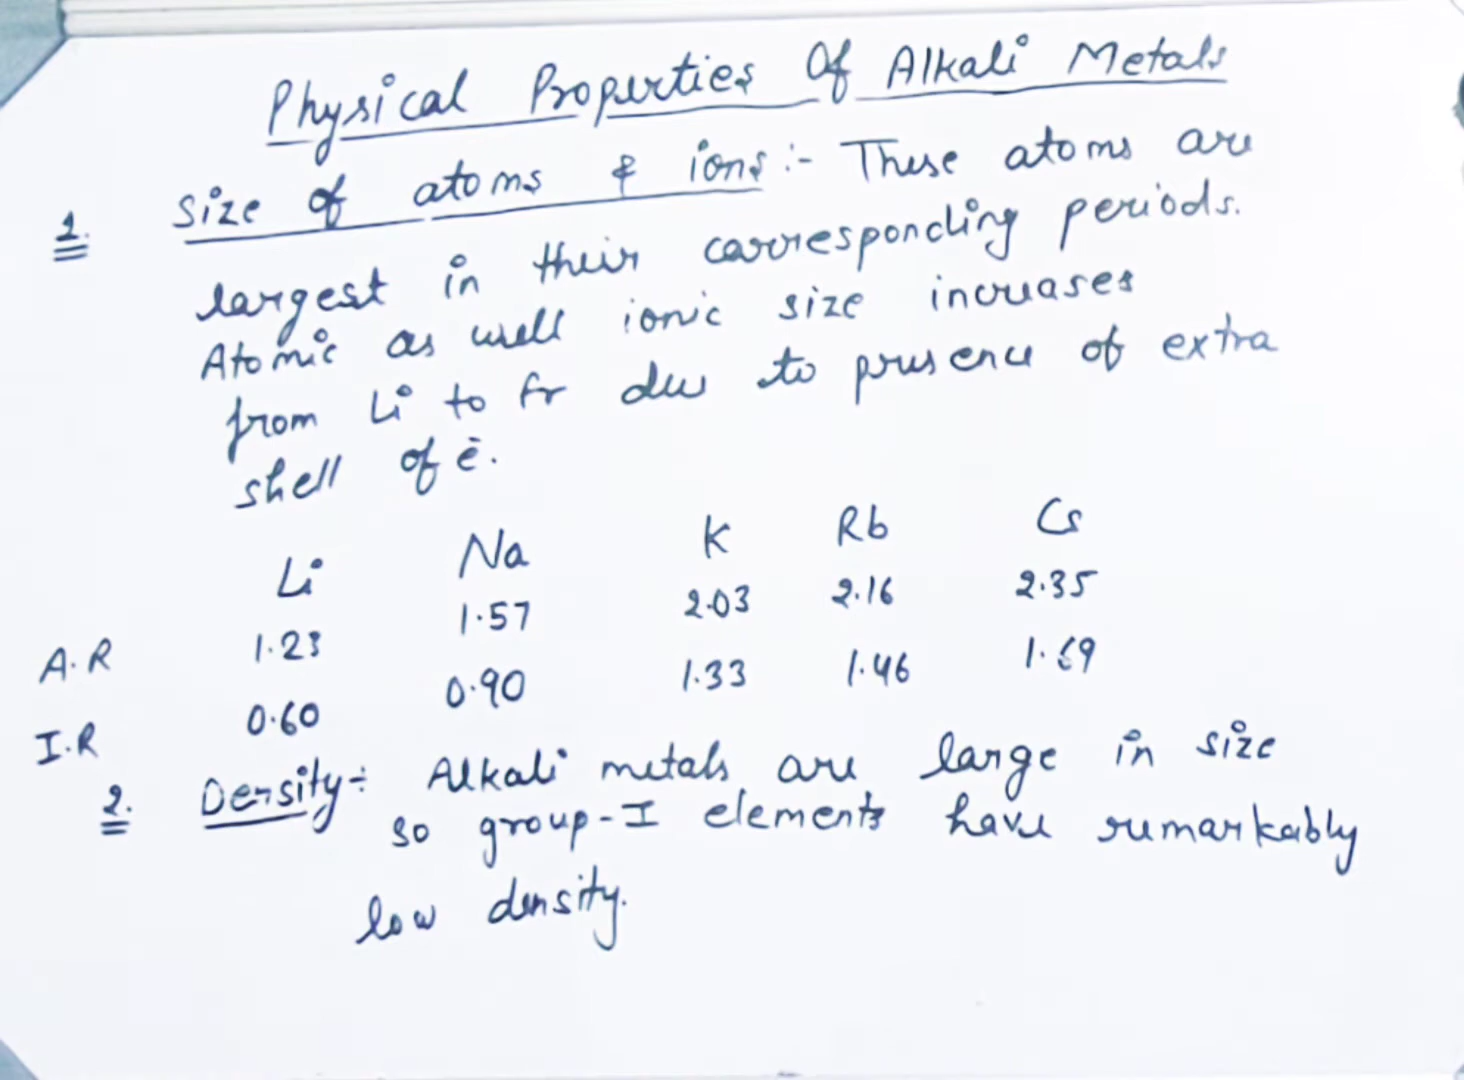 Physical Properties Of Alkali Metals
1. Size of atoms & ions :- These atoms are
largest in their corresponding periods.
Atomic as well ionic size increases
from Li to Fr due to presence of extra
shell of ē.
Li Na K Rb Cs
A.R 1.23 1.57 2.03 2.16 2.35
I.R 0.60 0.90 1.33 1.46 1.69
2. Density :- Alkali metals are large in size
so group-I elements have remarkably
low density.